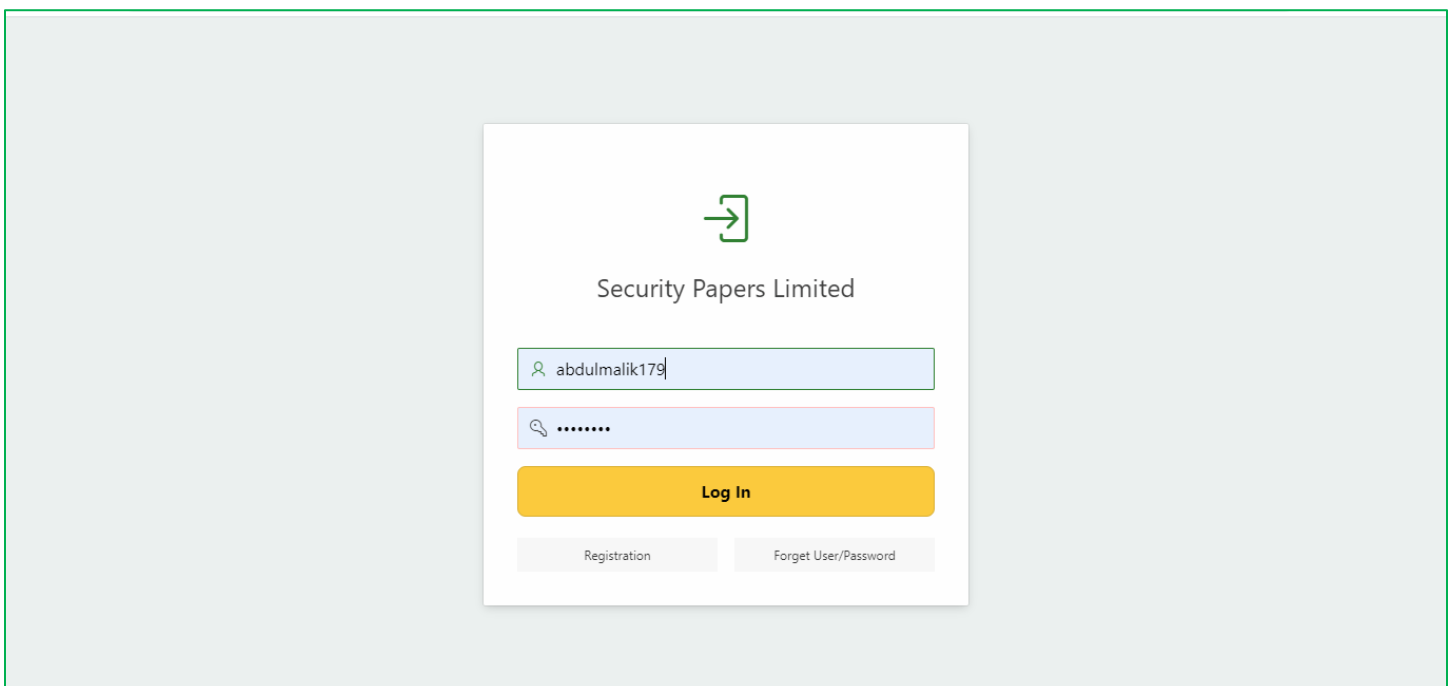 Security Papers Limited
abdulmalik179
••••••••
Log In
Registration
Forget User/Password